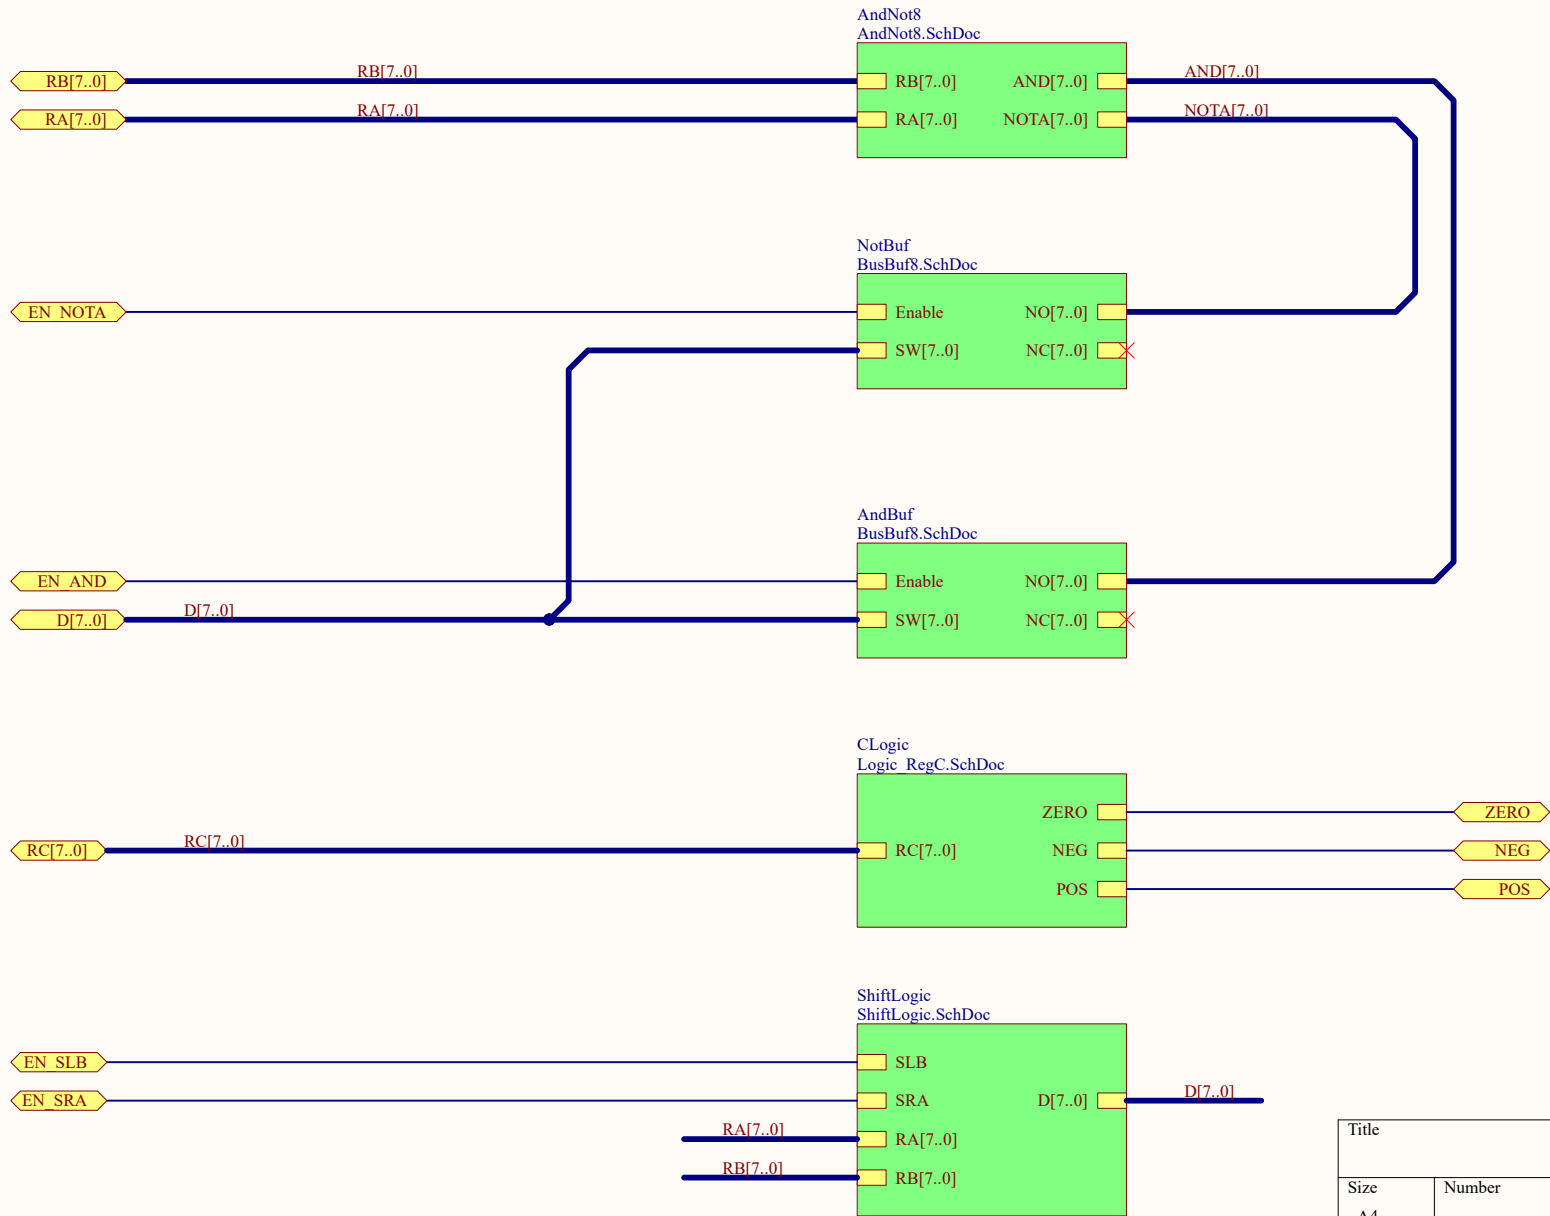 AndNot8
AndNot8.SchDoc
RB[7..0]
RB[7..0]
RB[7..0]
AND[7..0]
AND[7..0]
RA[7..0]
RA[7..0]
RA[7..0]
NOTA[7..0]
NOTA[7..0]
NotBuf
BusBuf8.SchDoc
EN_NOTA
Enable
NO[7..0]
SW[7..0]
NC[7..0]
AndBuf
BusBuf8.SchDoc
EN_AND
Enable
NO[7..0]
D[7..0]
D[7..0]
SW[7..0]
NC[7..0]
CLogic
Logic_RegC.SchDoc
ZERO
ZERO
RC[7..0]
RC[7..0]
RC[7..0]
NEG
NEG
POS
POS
ShiftLogic
ShiftLogic.SchDoc
EN_SLB
SLB
EN_SRA
SRA
D[7..0]
D[7..0]
RA[7..0]
RA[7..0]
RB[7..0]
RB[7..0]
Title
Size
Number
A4